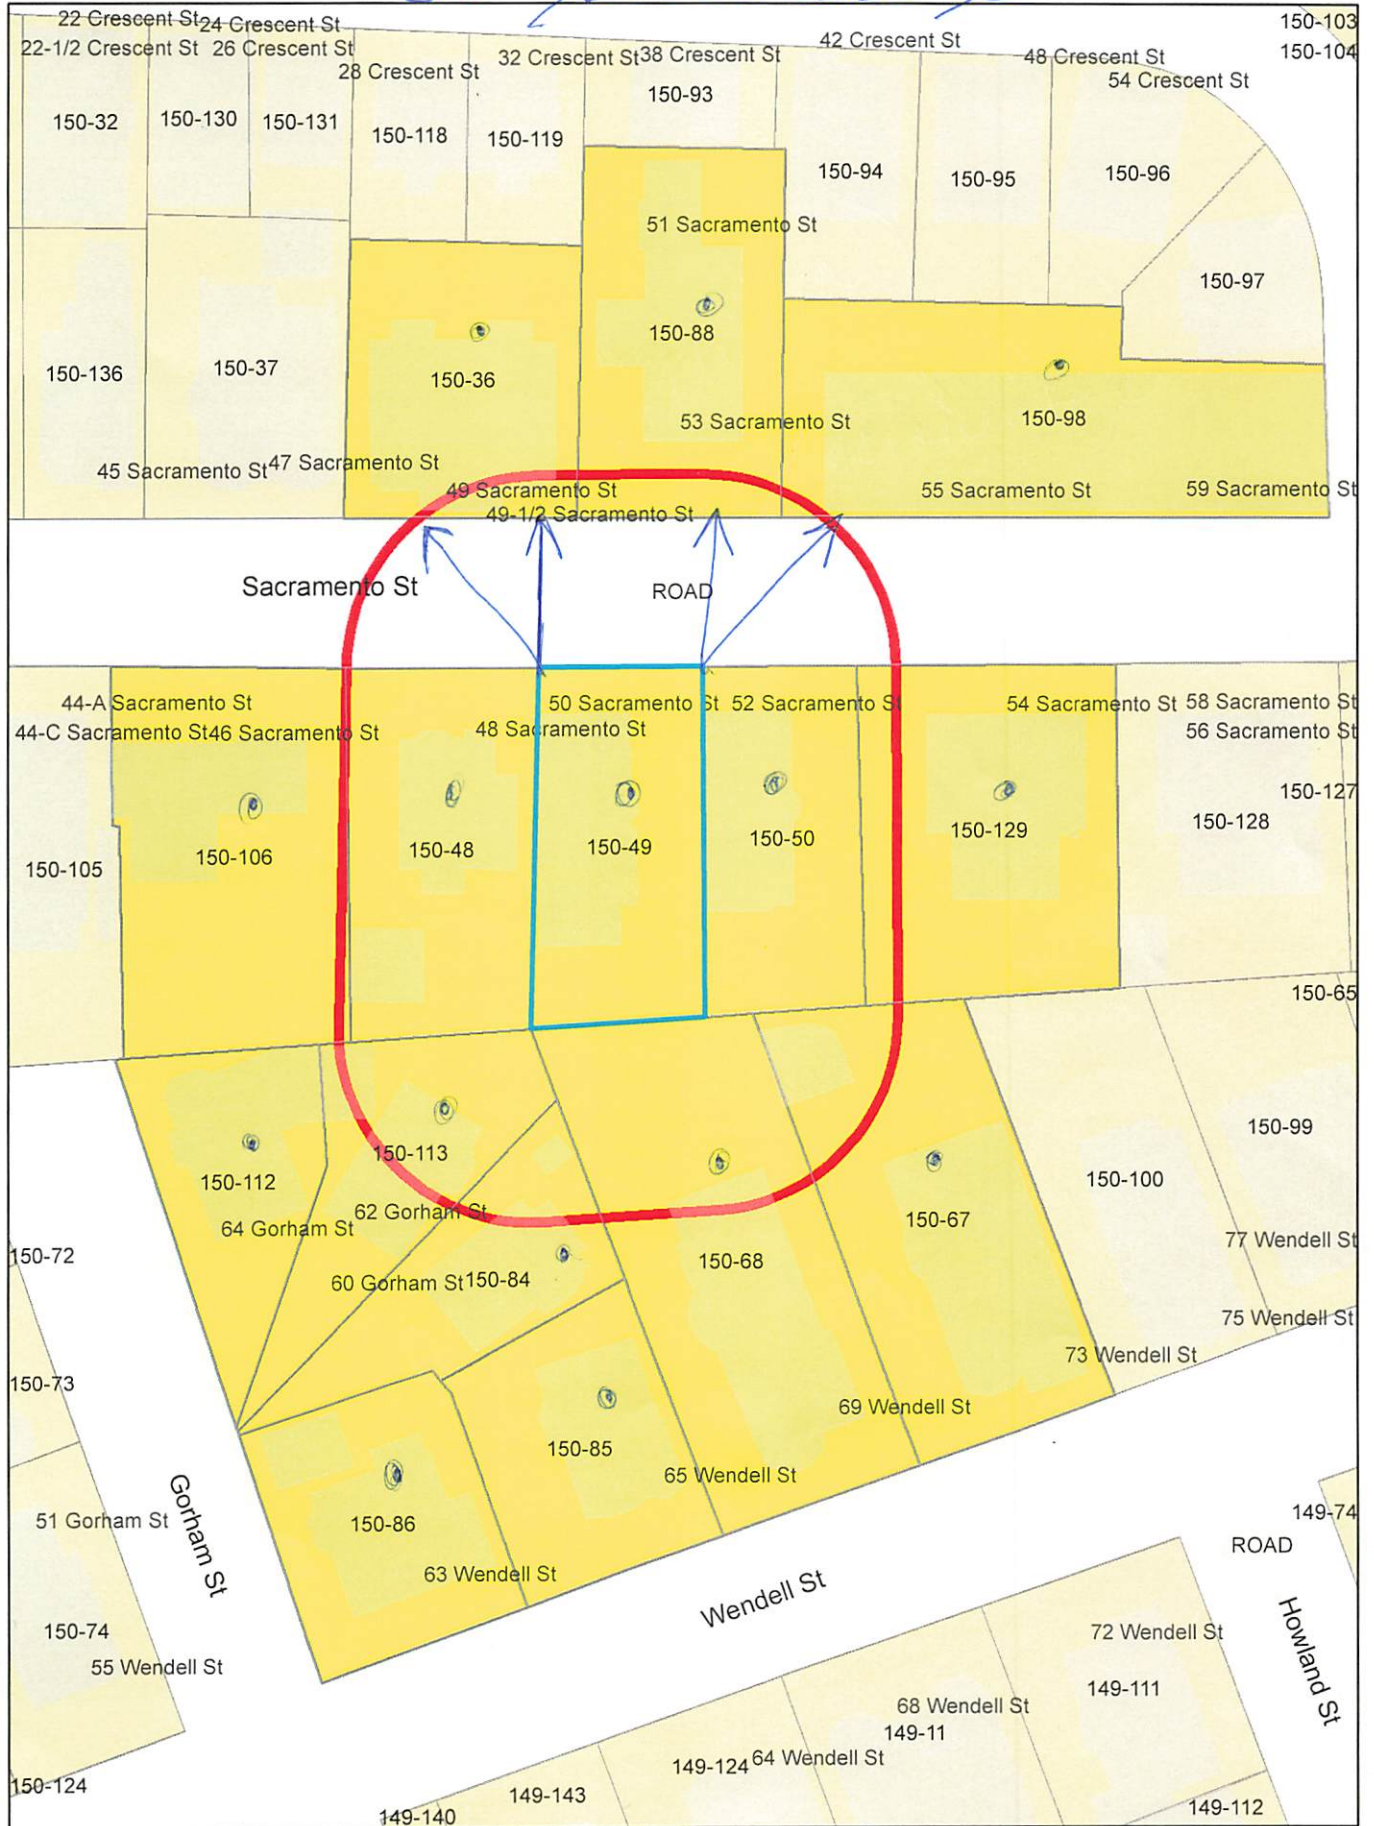 22 Crescent St 24 Crescent St 150-103
22-1/2 Crescent St 26 Crescent St 32 Crescent St 38 Crescent St 42 Crescent St 48 Crescent St 150-104
28 Crescent St 54 Crescent St
150-93
150-32 150-130 150-131 150-118 150-119
150-94 150-95 150-96
51 Sacramento St
150-97
150-88
150-136 150-37 150-36
53 Sacramento St 150-98
45 Sacramento St 47 Sacramento St
49 Sacramento St 55 Sacramento St 59 Sacramento St
49-1/2 Sacramento St
Sacramento St ROAD
44-A Sacramento St 50 Sacramento St 52 Sacramento St 54 Sacramento St 58 Sacramento St
44-C Sacramento St 46 Sacramento St 48 Sacramento St 56 Sacramento St
150-127
150-128
150-105 150-106 150-48 150-49 150-50 150-129
150-65
150-99
150-112 150-113 150-100
64 Gorham St 62 Gorham St 150-67
150-72 77 Wendell St
60 Gorham St 150-84 150-68
75 Wendell St
150-73 73 Wendell St
69 Wendell St
150-85
65 Wendell St
51 Gorham St Gorham St 150-86 149-74
ROAD
63 Wendell St
Wendell St
150-74 72 Wendell St Howland St
55 Wendell St
149-111
68 Wendell St
149-11
149-124 64 Wendell St
150-124 149-143
149-140 149-112